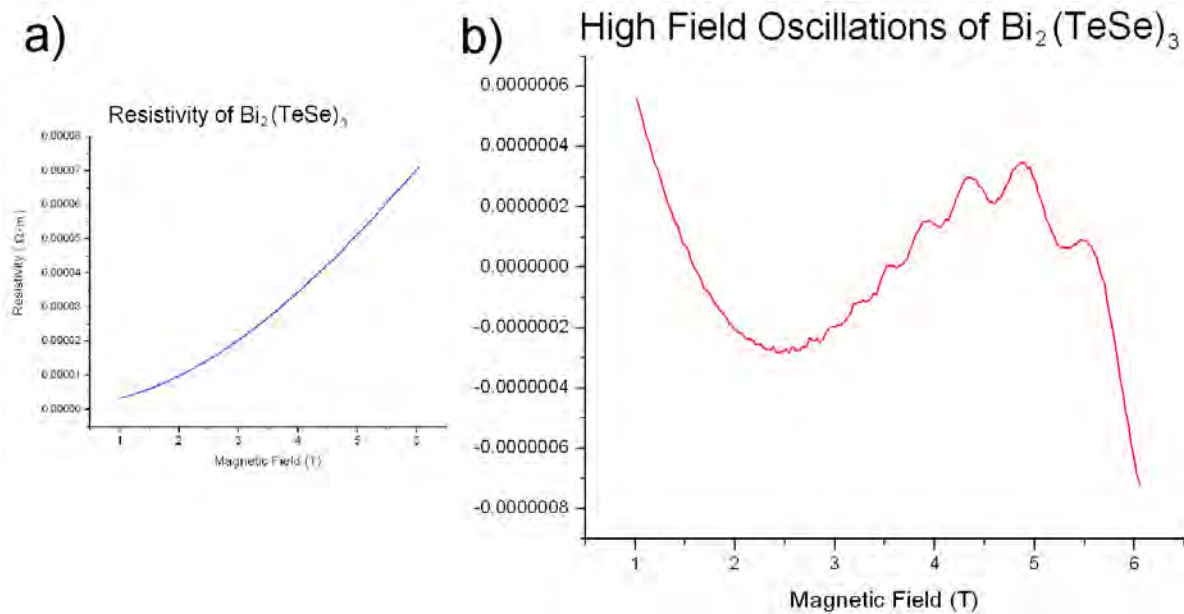 a)
Resistivity of Bi₂(TeSe)₃
0.00008
0.00007
0.00006
0.00005
0.00004
0.00003
0.00002
0.00001
0.00000
Resistivity (Ω·m)
1 2 3 4 5 6
Magnetic Field (T)
b)
High Field Oscillations of Bi₂(TeSe)₃
0.0000006
0.0000004
0.0000002
0.0000000
-0.0000002
-0.0000004
-0.0000006
-0.0000008
1 2 3 4 5 6
Magnetic Field (T)